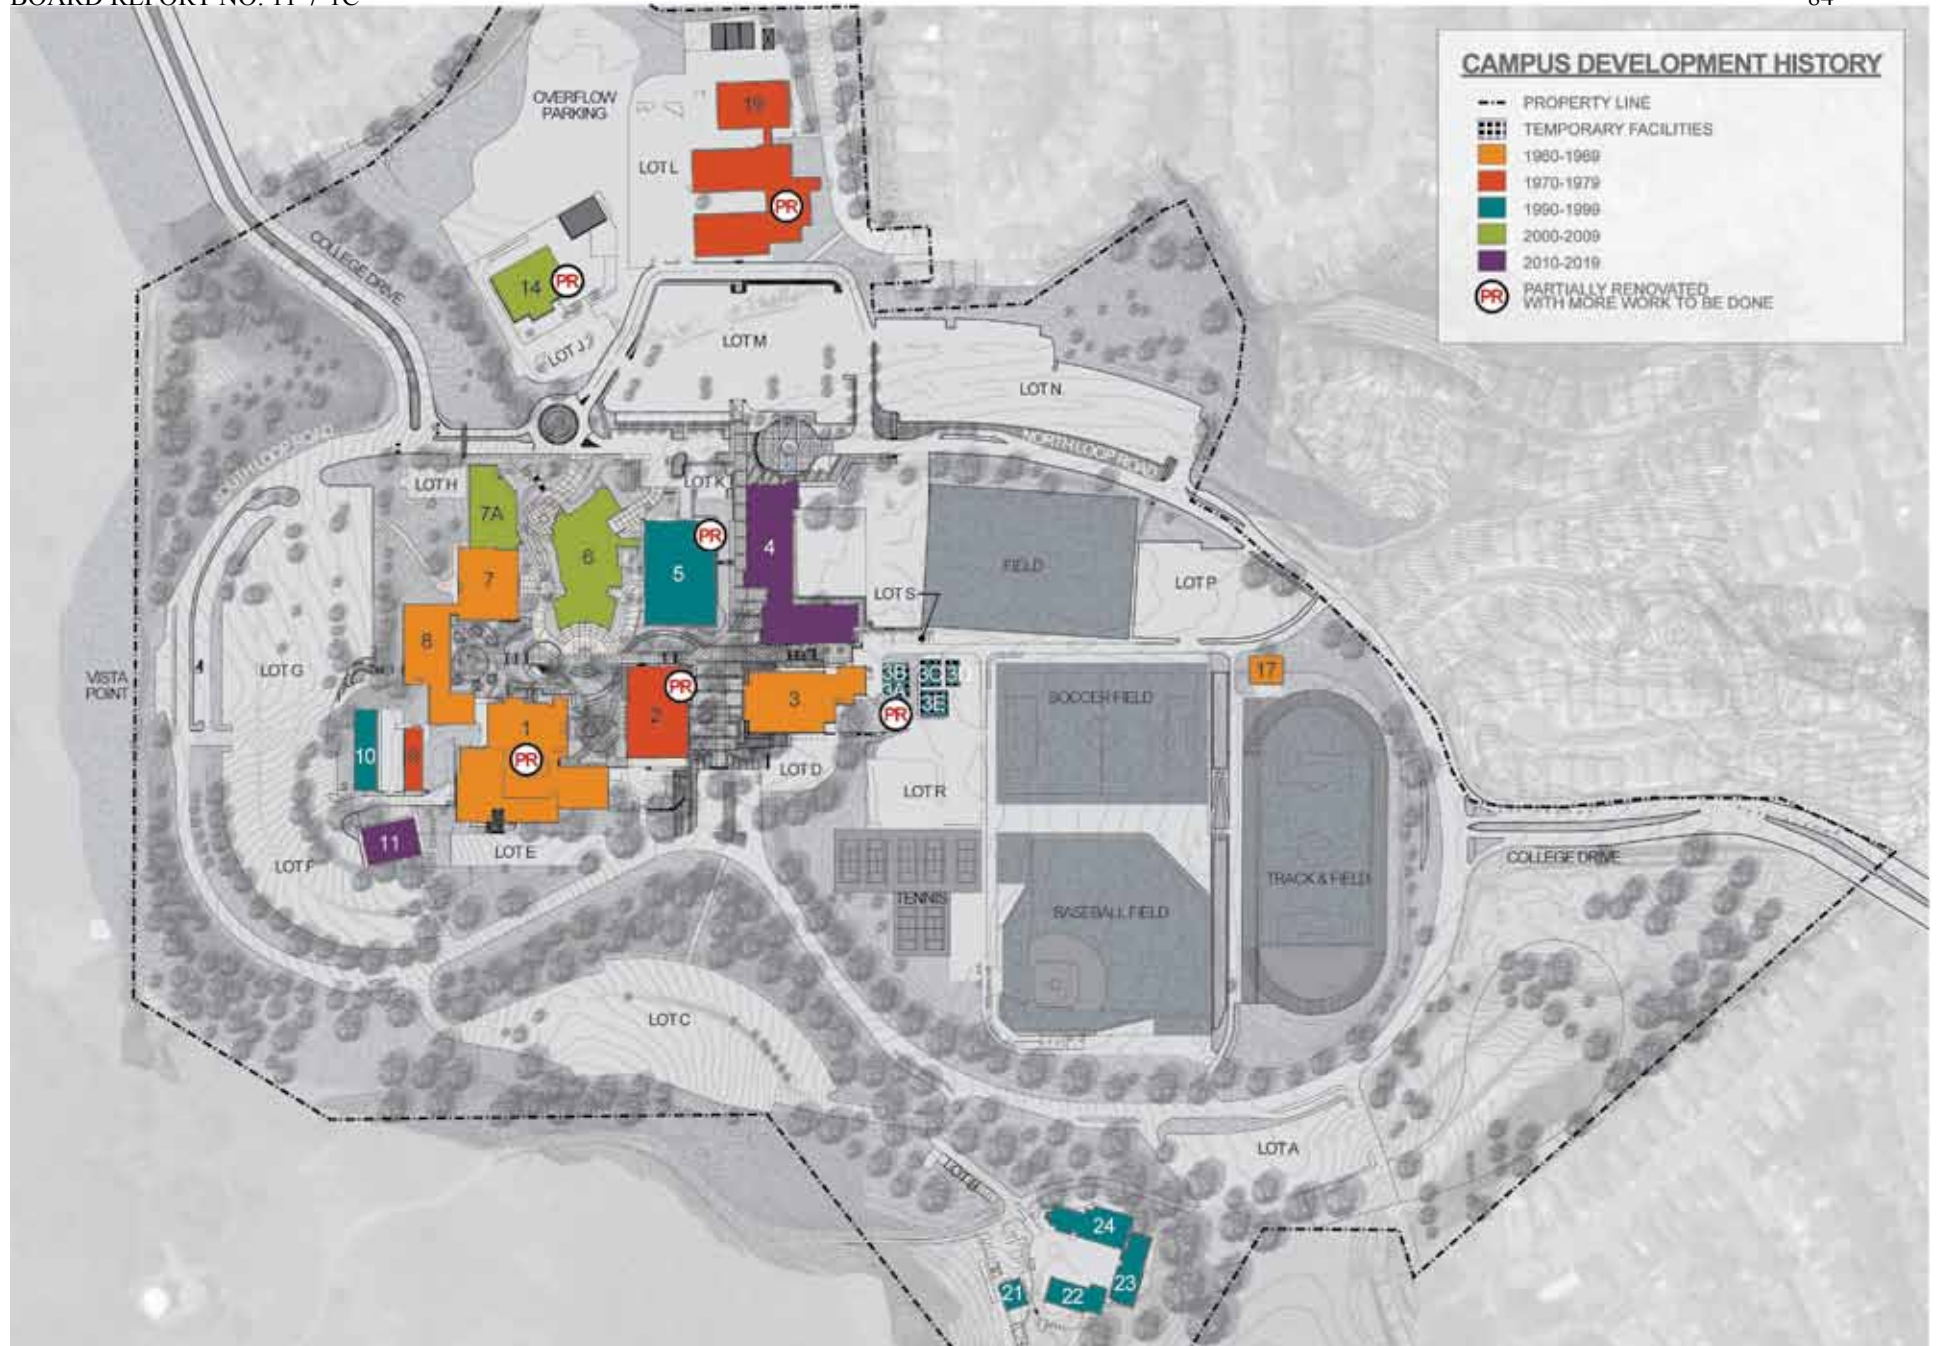 CAMPUS DEVELOPMENT HISTORY
PROPERTY LINE
TEMPORARY FACILITIES
1960-1969
1970-1979
1990-1999
2000-2009
2010-2019
PR PARTIALLY RENOVATED
WITH MORE WORK TO BE DONE
OVERFLOW
PARKING
19
LOT L
PR
COLLEGE DRIVE
14
PR
LOT J
LOT M
LOT N
NORTH LOOP ROAD
SOUTH LOOP ROAD
LOT H
LOT K
7A
PR
4
6
5
7
FIELD
LOT P
LOT S
8
LOT G
VISTA
POINT
17
3B
3C
3A
3E
PR
SOCCER FIELD
PR
2
3
1
PR
10
LOT D
LOT R
11
LOT F
LOT E
COLLEGE DRIVE
TRACK & FIELD
TENNIS
BASEBALL FIELD
LOT C
LOT A
24
23
21
22